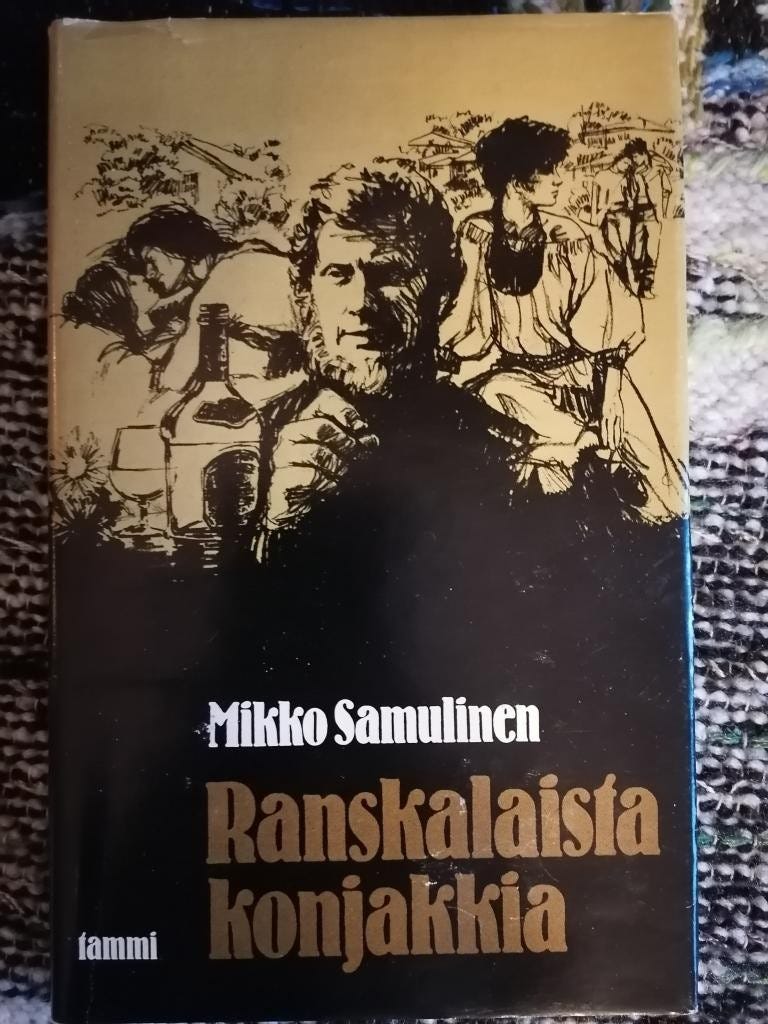 Mikko Samulinen
Ranskalaista
konjakkia
tammi